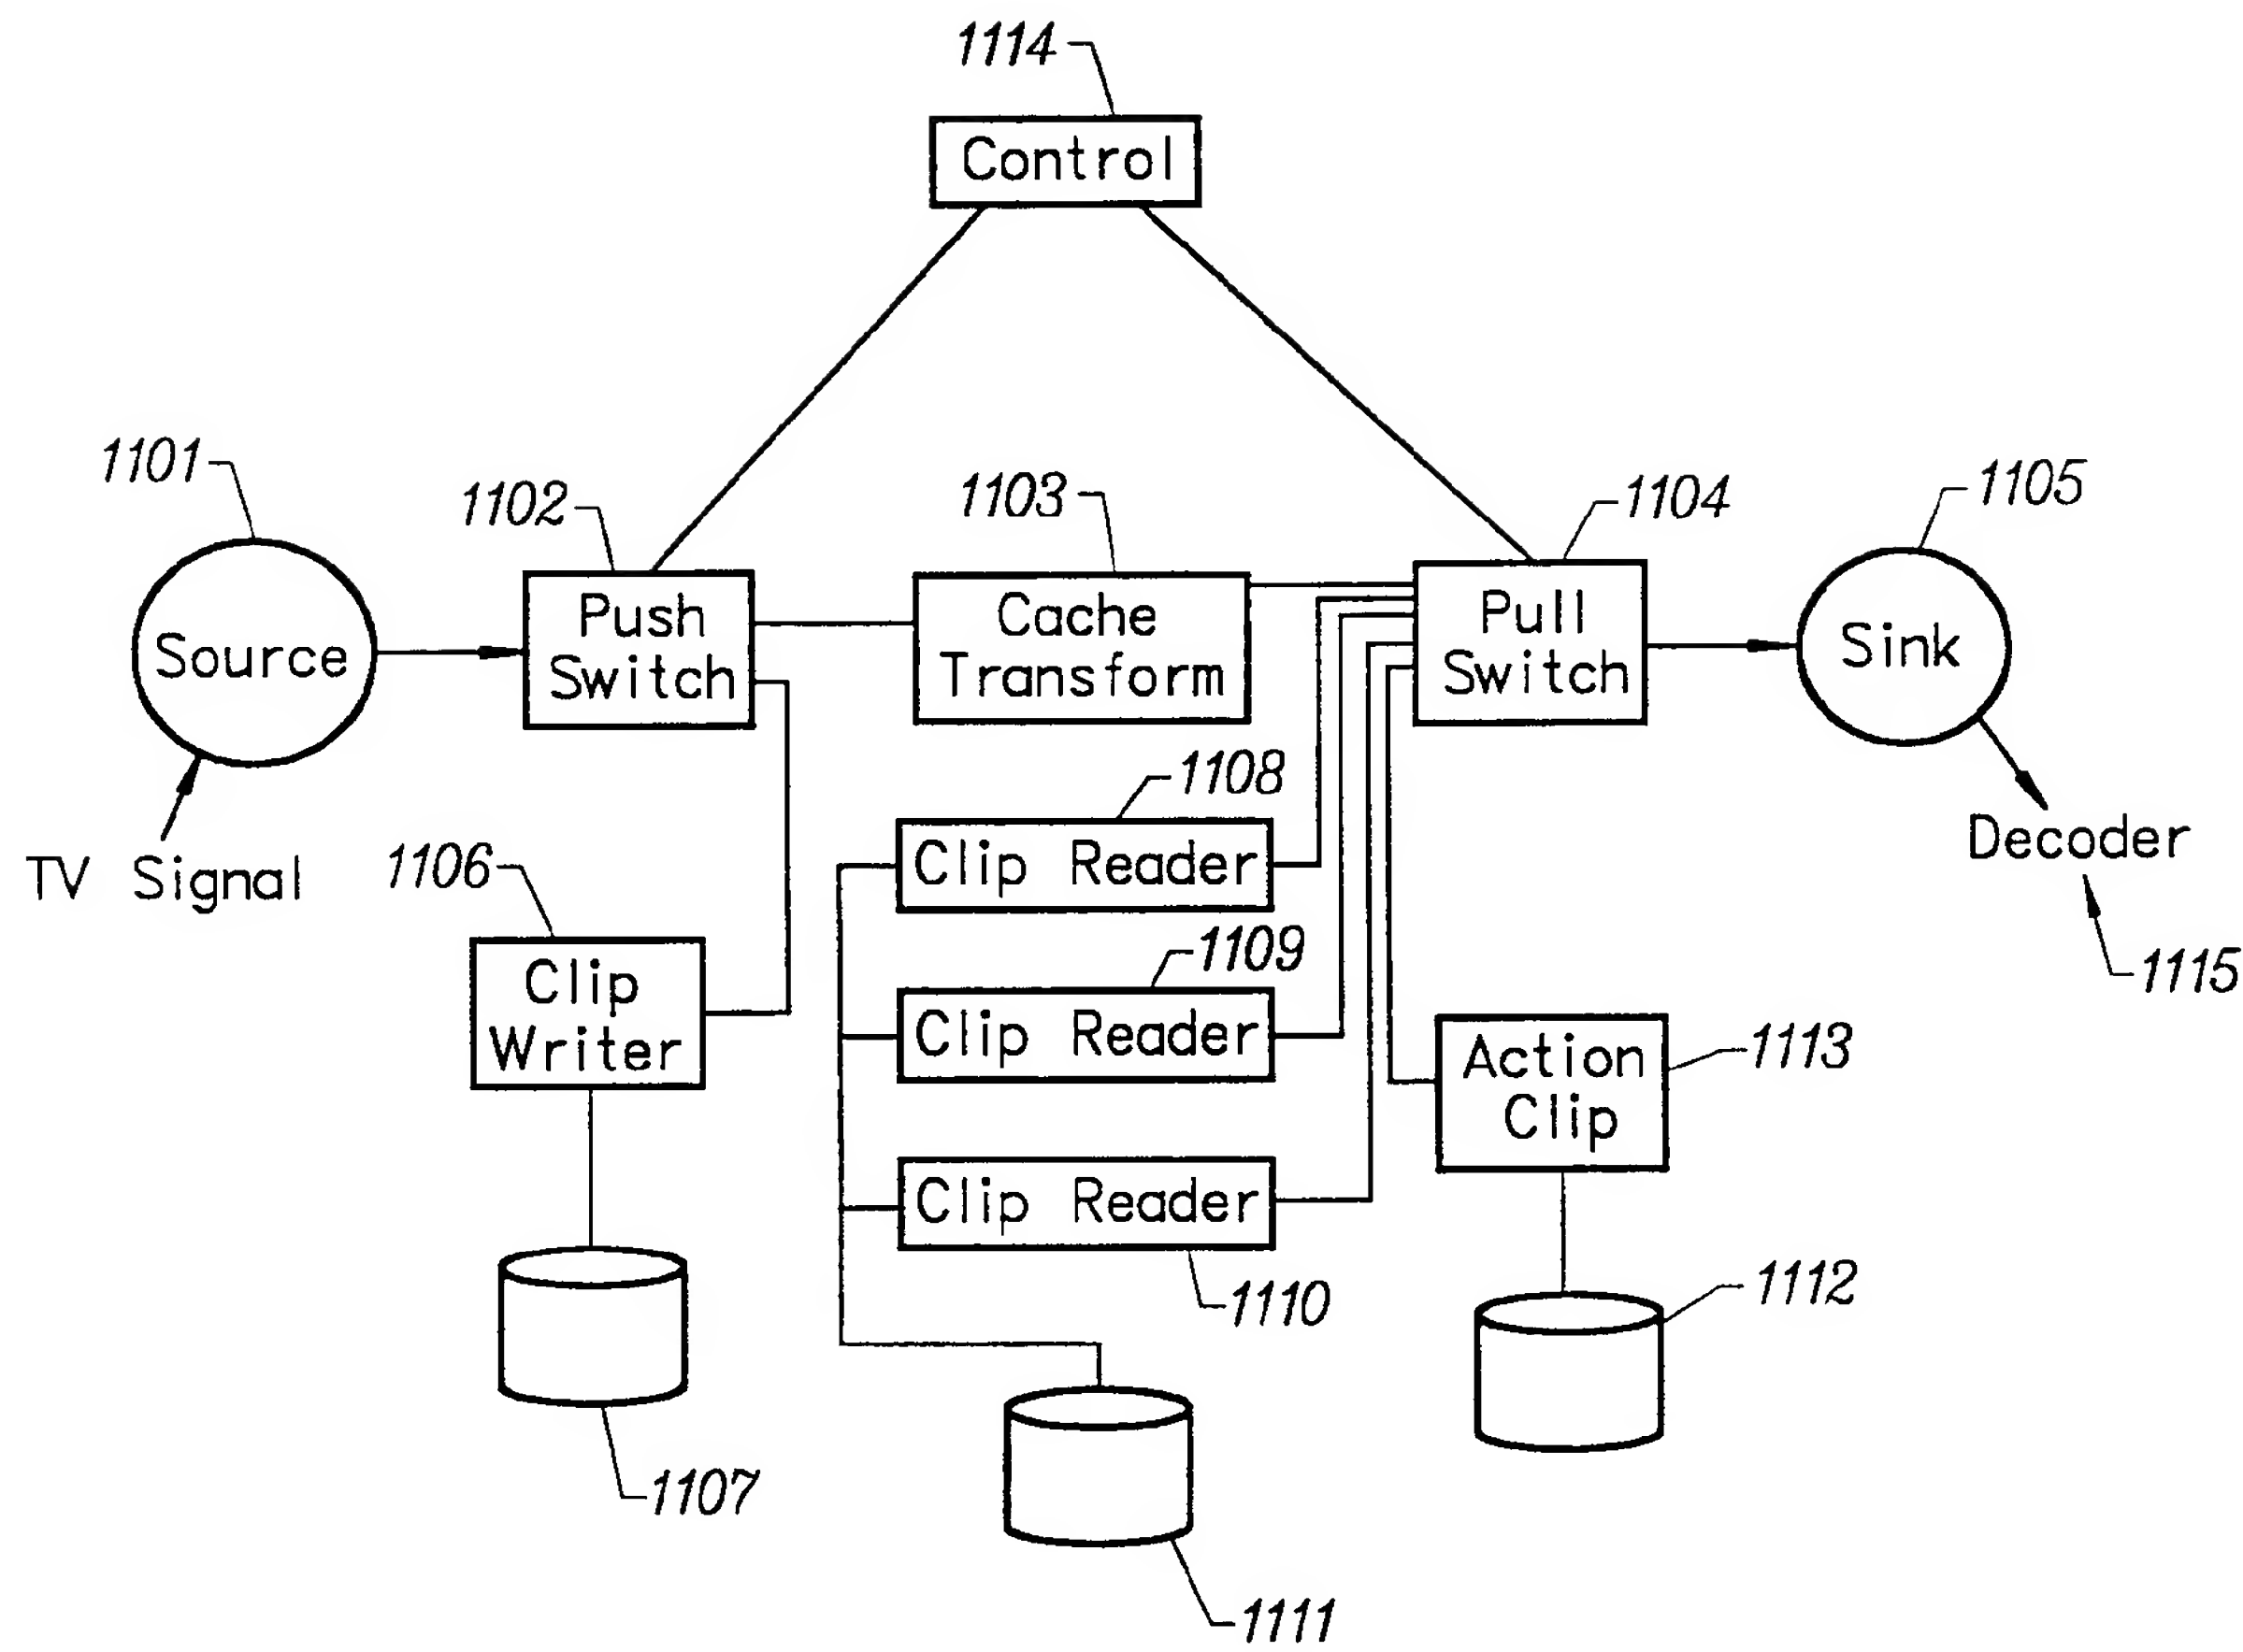 1114
Control
1101
1102
1103
1104
1105
Source
Push
Switch
Cache
Transform
Pull
Switch
Sink
TV Signal
1106
1108
Clip Reader
Decoder
1115
Clip
Writer
1109
Clip Reader
Action
Clip
1113
Clip Reader
1110
1112
1107
1111